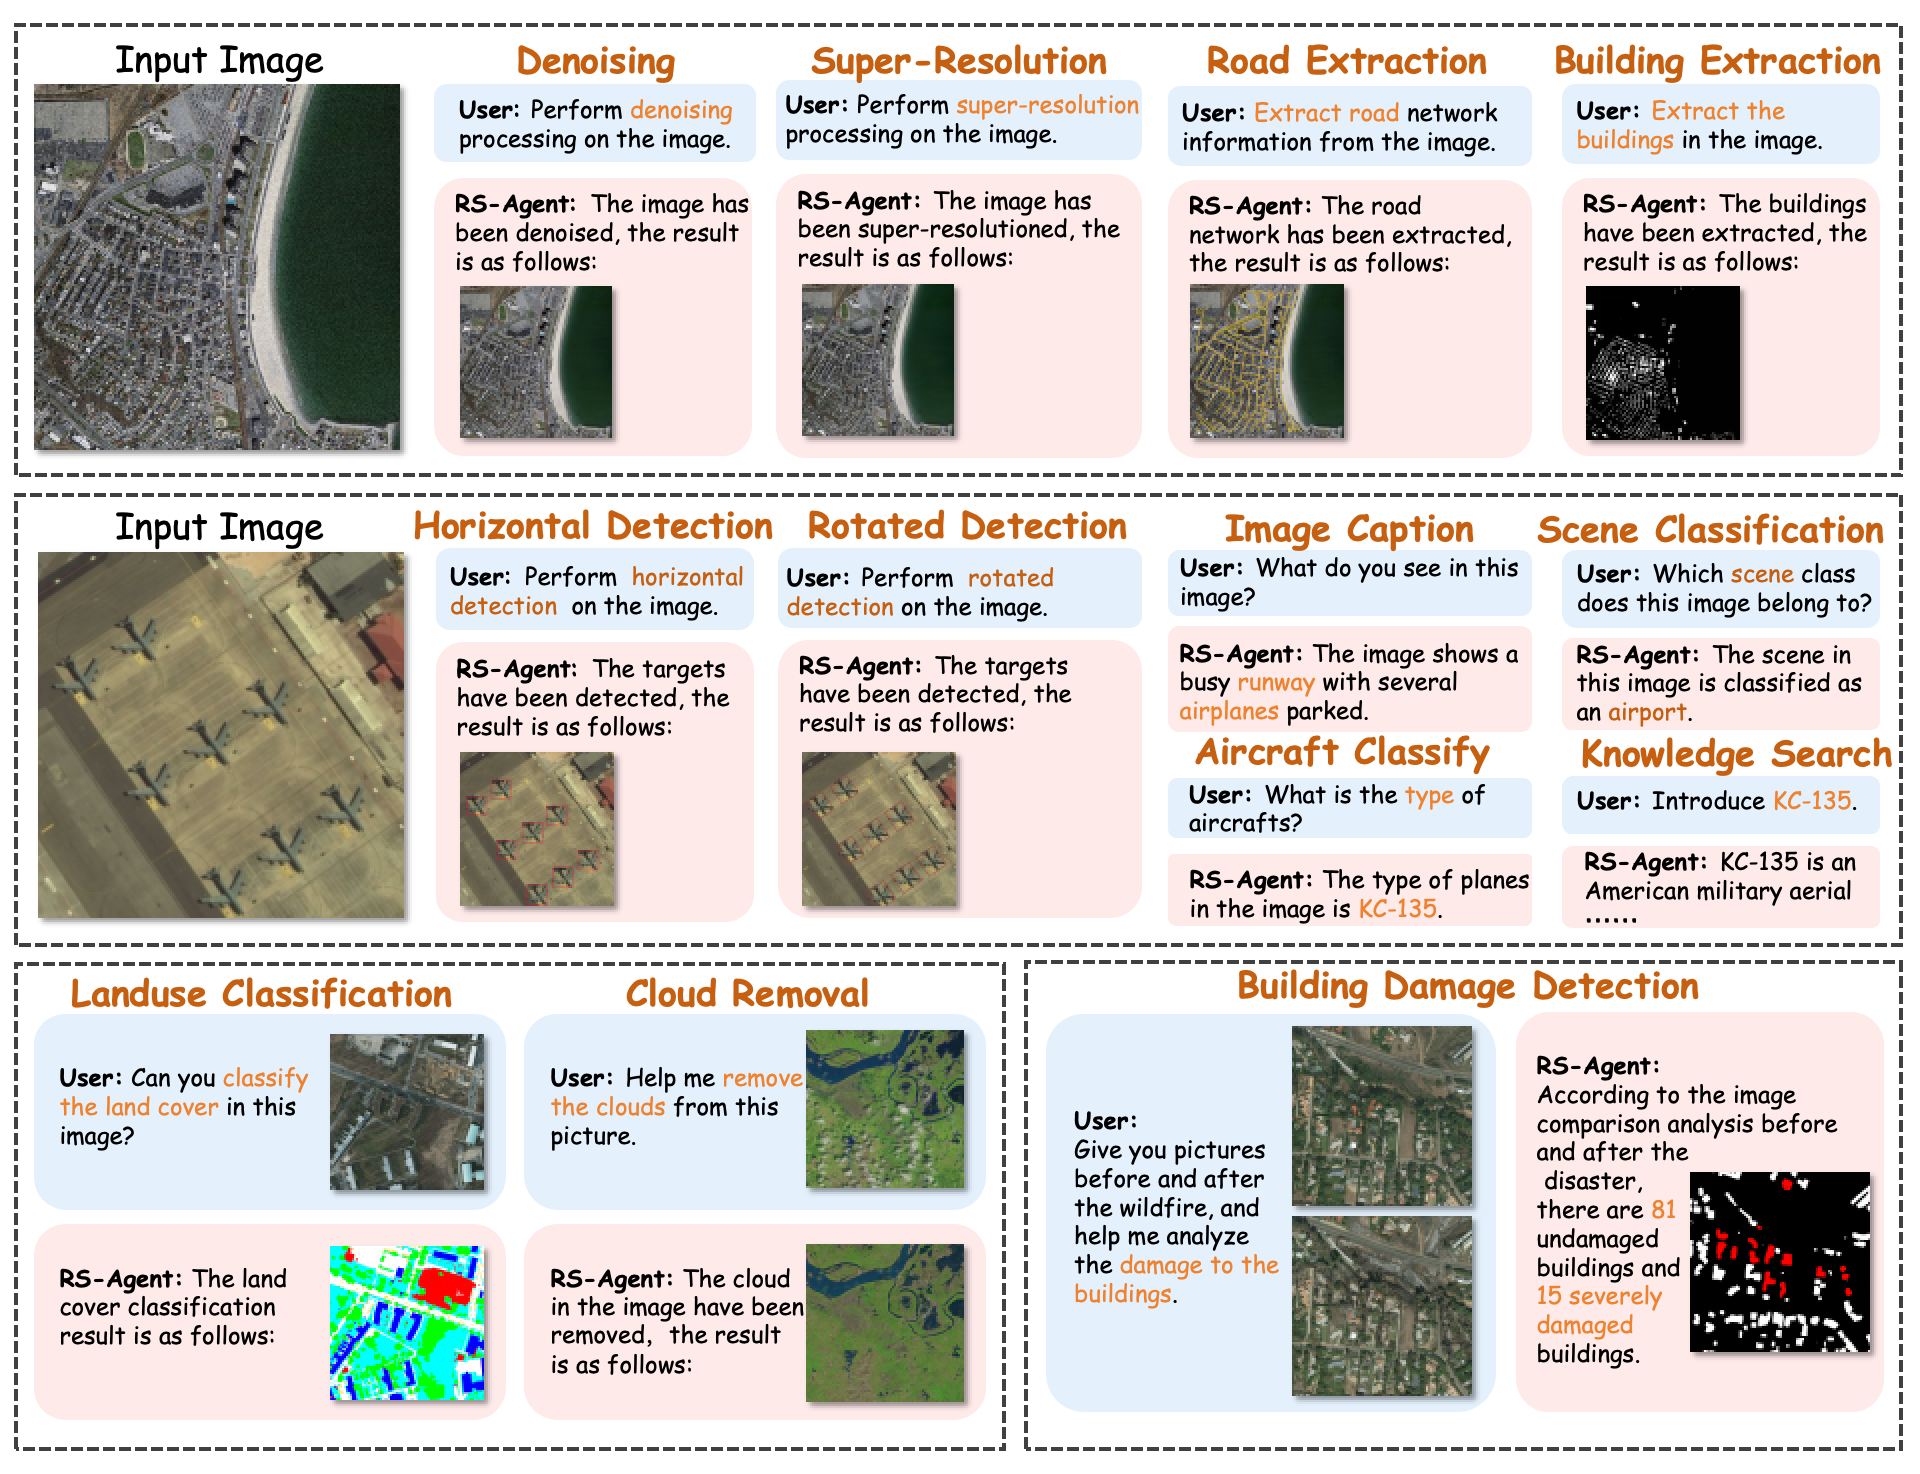 Input Image
Denoising
User: Perform denoising
processing on the image.
RS-Agent: The image has
been denoised, the result
is as follows:
Super-Resolution
User: Perform super-resolution
processing on the image.
RS-Agent: The image has
been super-resolutioned, the
result is as follows:
Road Extraction
User: Extract road network
information from the image.
RS-Agent: The road
network has been extracted,
the result is as follows:
Building Extraction
User: Extract the
buildings in the image.
RS-Agent: The buildings
have been extracted, the
result is as follows:
Input Image
Horizontal Detection
User: Perform horizontal
detection on the image.
RS-Agent: The targets
have been detected, the
result is as follows:
Rotated Detection
User: Perform rotated
detection on the image.
RS-Agent: The targets
have been detected, the
result is as follows:
Image Caption
User: What do you see in this
image?
RS-Agent: The image shows a
busy runway with several
airplanes parked.
Aircraft Classify
User: What is the type of
aircrafts?
RS-Agent: The type of planes
in the image is KC-135.
Scene Classification
User: Which scene class
does this image belong to?
RS-Agent: The scene in
this image is classified as
an airport.
Knowledge Search
User: Introduce KC-135.
RS-Agent: KC-135 is an
American military aerial
......
Landuse Classification
User: Can you classify
the land cover in this
image?
RS-Agent: The land
cover classification
result is as follows:
Cloud Removal
User: Help me remove
the clouds from this
picture.
RS-Agent: The cloud
in the image have been
removed, the result
is as follows:
Building Damage Detection
User:
Give you pictures
before and after
the wildfire, and
help me analyze
the damage to the
buildings.
RS-Agent:
According to the image
comparison analysis before
and after the
disaster,
there are 81
undamaged
buildings and
15 severely
damaged
buildings.